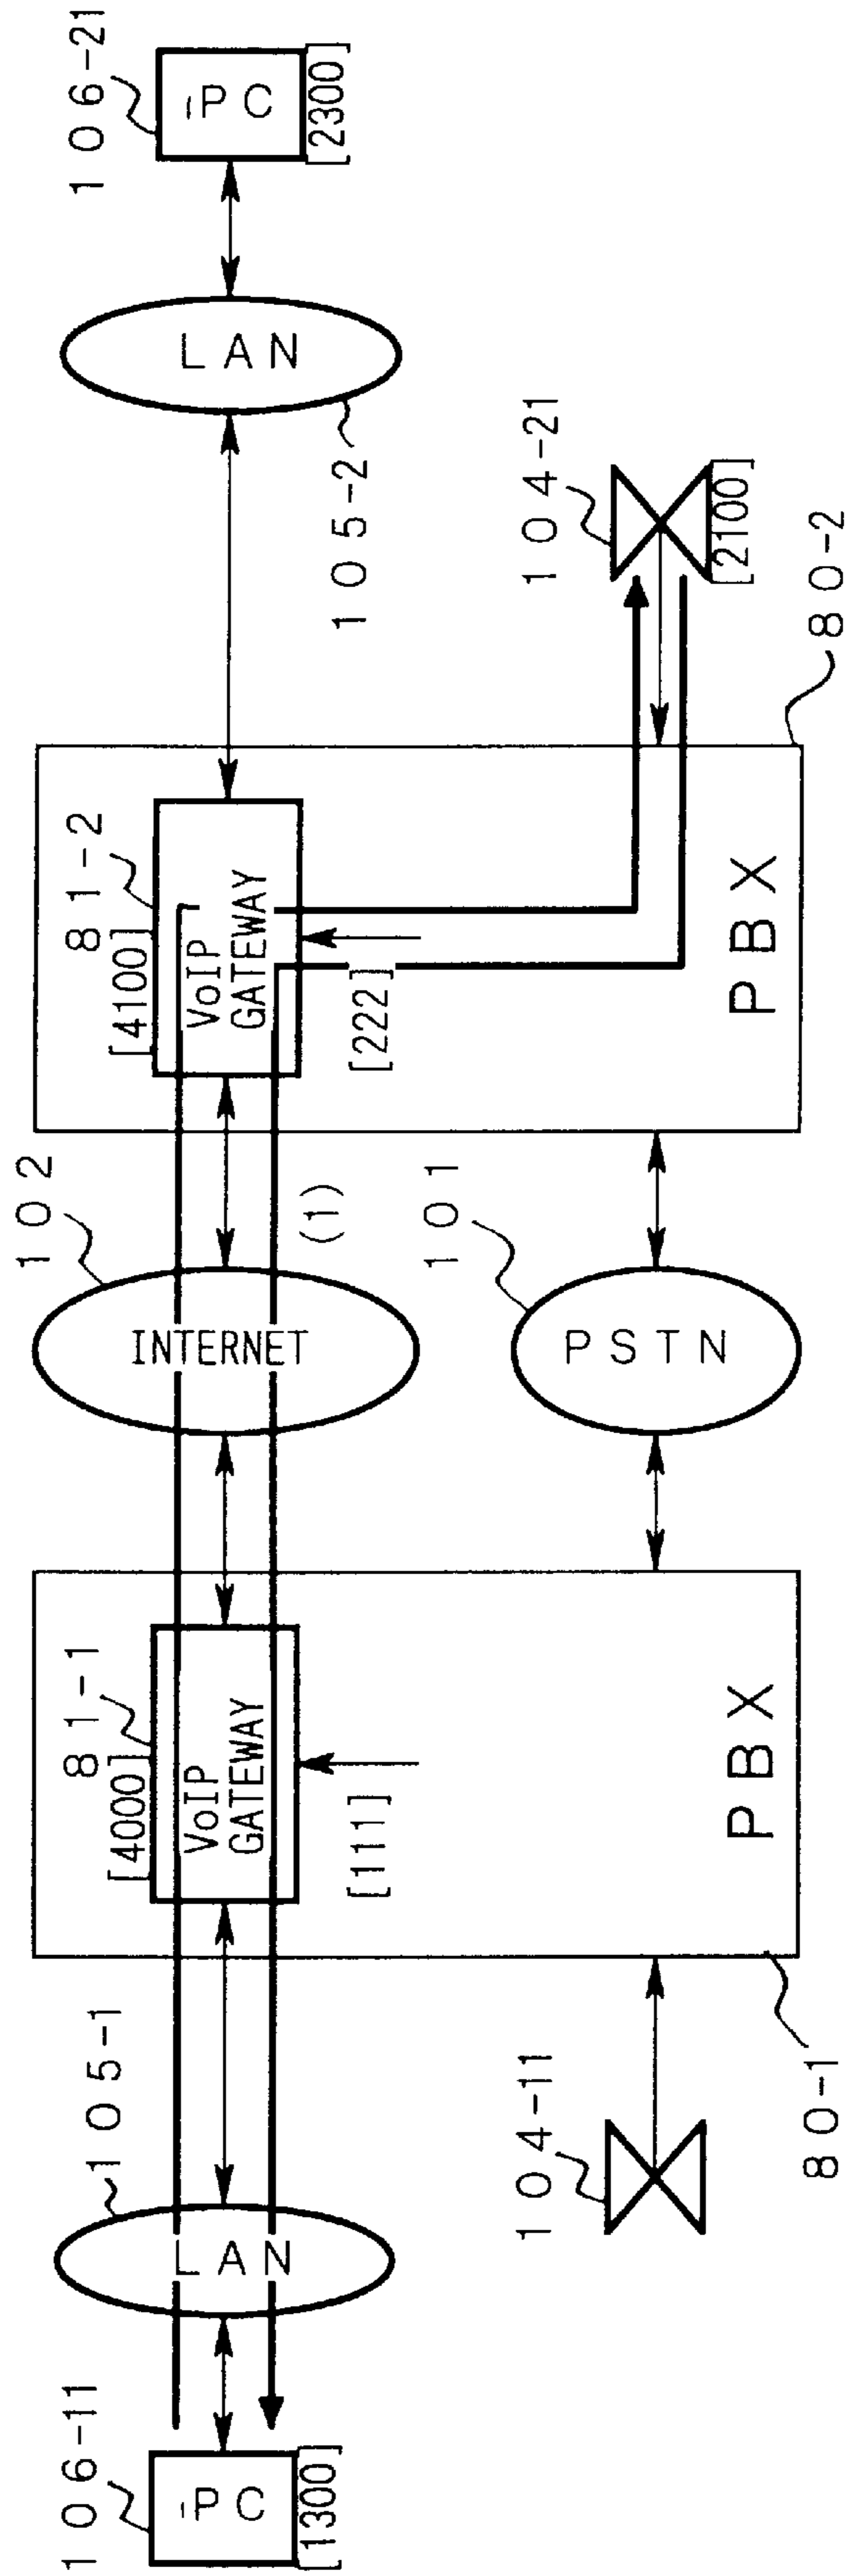 106-11
PC
[1300]
105-1
LAN
81-1
[4000]
VoIP
GATEWAY
[111]
PBX
80-1
104-11
102
INTERNET
(1)
101
PSTN
81-2
[4100]
VoIP
GATEWAY
[222]
PBX
80-2
104-21
[2100]
105-2
LAN
106-21
PC
[2300]